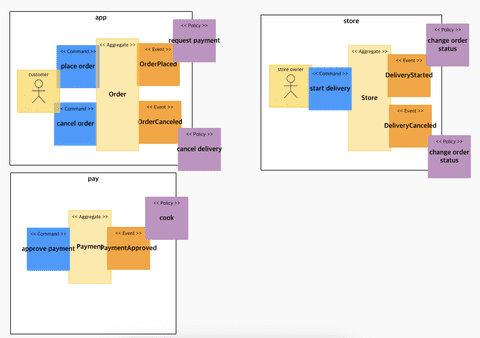 app
<< Policy >>
request payment
<< Command >>
place order
<< Aggregate >>
Order
<< Event >>
OrderPlaced
customer
<< Command >>
cancel order
<< Event >>
OrderCanceled
<< Policy >>
cancel delivery
store
<< Policy >>
change order
status
<< Aggregate >>
Store
<< Event >>
DeliveryStarted
store owner
<< Command >>
start delivery
<< Event >>
DeliveryCanceled
<< Policy >>
change order
status
pay
<< Policy >>
cook
<< Aggregate >>
Payment
<< Command >>
approve payment
<< Event >>
PaymentApproved